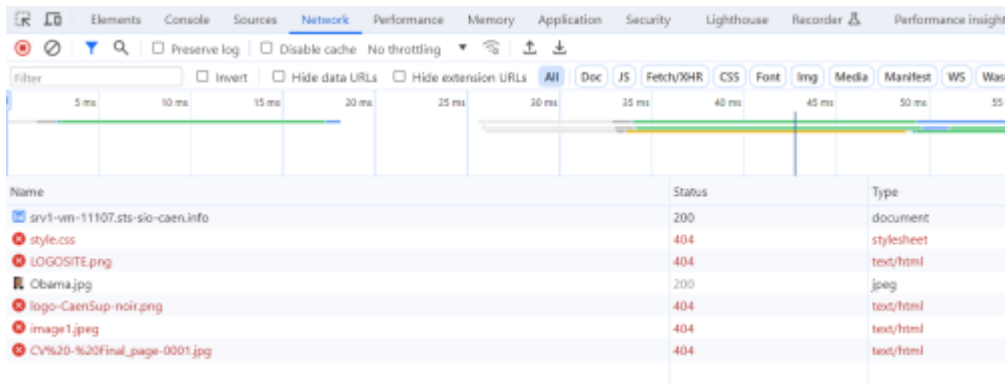 Elements Console Sources Network Performance Memory Application Security Lighthouse Recorder Performance insight
Preserve log Disable cache No throttling
Filter Invert Hide data URLs Hide extension URLs All Doc JS Fetch/XHR CSS Font Img Media Manifest WS Was
5 ms 10 ms 15 ms 20 ms 25 ms 30 ms 35 ms 40 ms 45 ms 50 ms 55
Name Status Type
srv1-vm-11107.sts-sio-caen.info 200 document
style.css 404 stylesheet
LOGOSITE.png 404 text/html
Obama.jpg 200 jpeg
logo-CaenSup-noir.png 404 text/html
image1.jpeg 404 text/html
CV%20-%20Final_page-0001.jpg 404 text/html